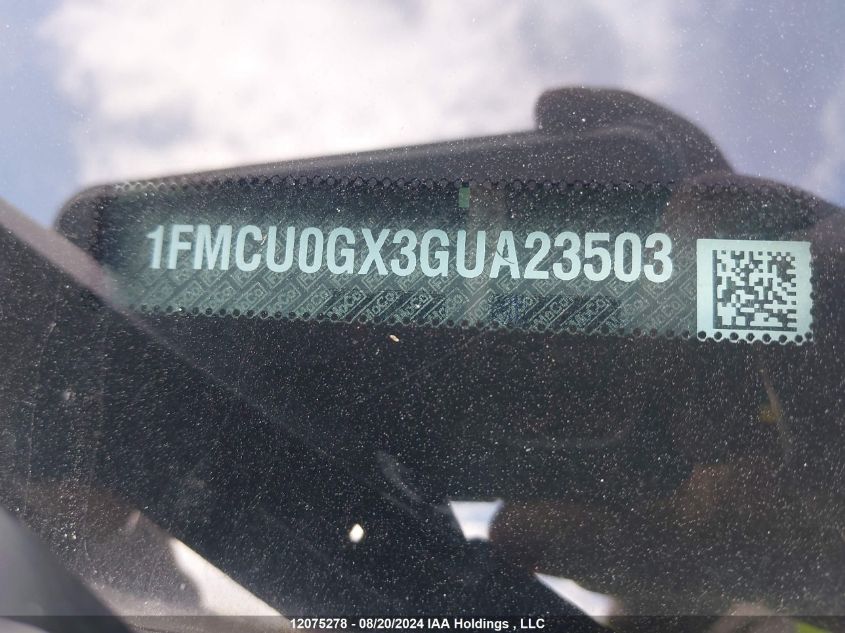 1FMCU0GX3GUA23503
12075278 - 08/20/2024 IAA Holdings , LLC